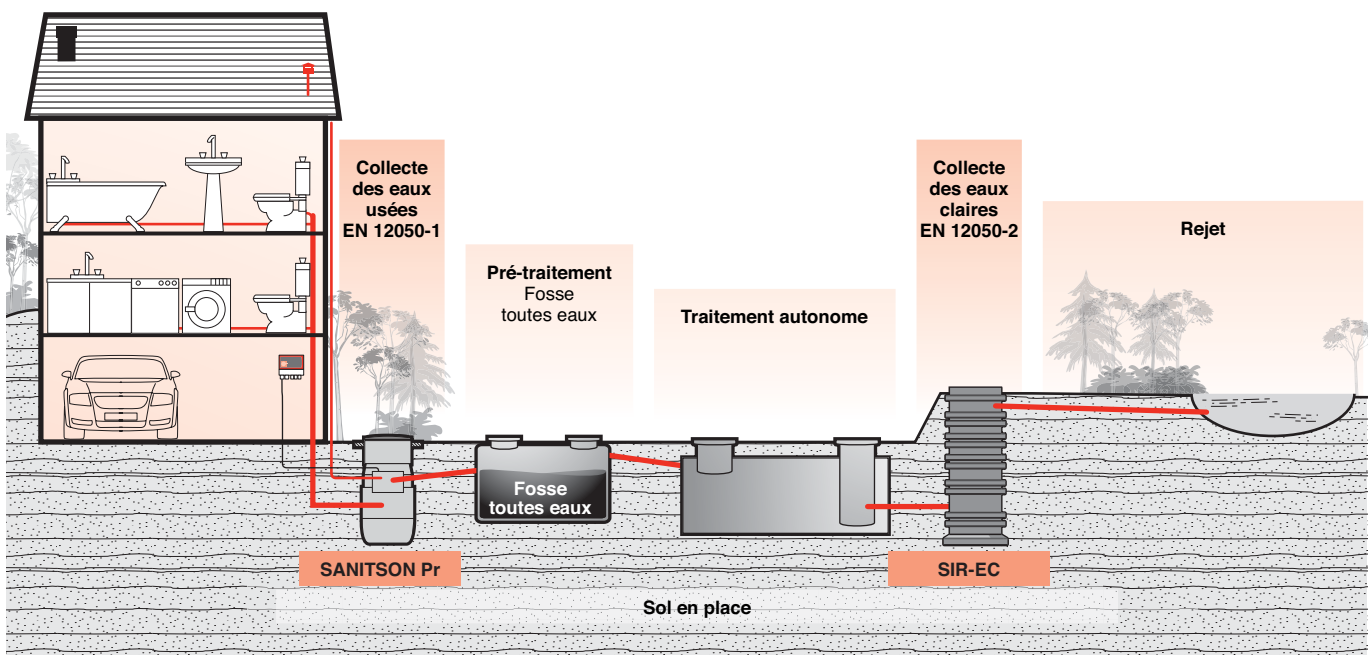 Collecte
des eaux
usées
EN 12050-1
Pré-traitement
Fosse
toutes eaux
Traitement autonome
Collecte
des eaux
claires
EN 12050-2
Rejet
Fosse
toutes eaux
SANITSON Pr
SIR-EC
Sol en place